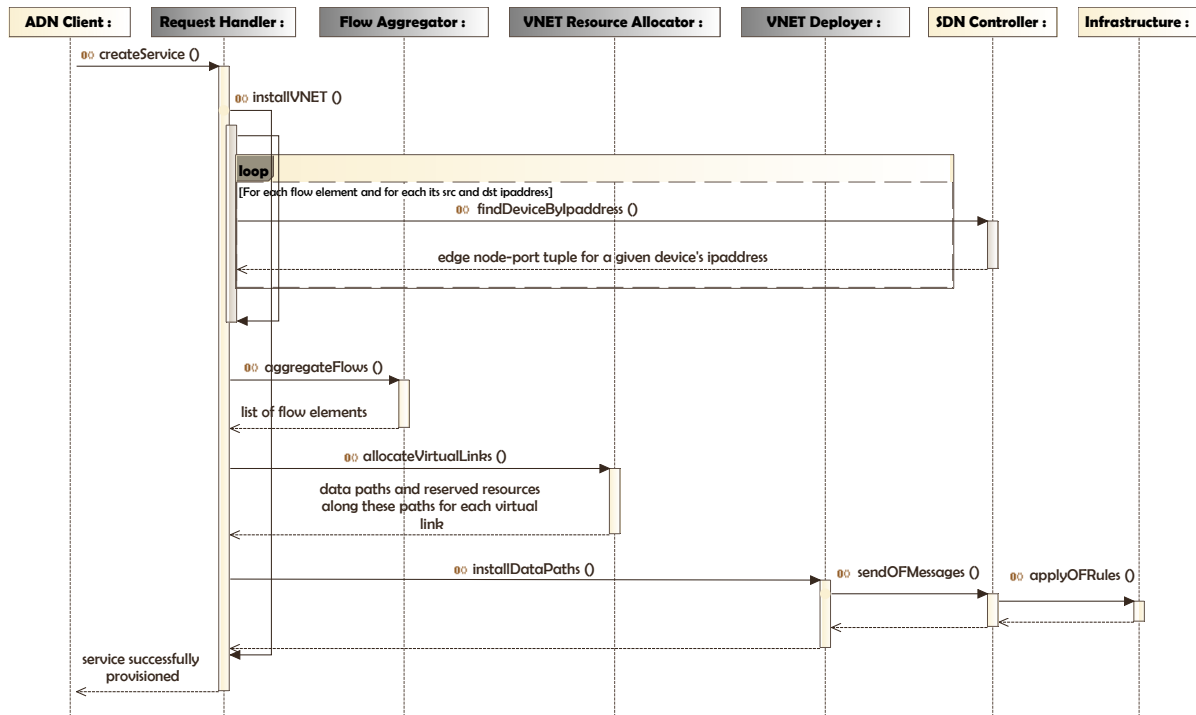 ADN Client :
Request Handler :
Flow Aggregator :
VNET Resource Allocator :
VNET Deployer :
SDN Controller :
Infrastructure :
createService ()
installVNET ()
loop
[For each flow element and for each its src and dst ipaddress]
findDeviceByIpaddress ()
edge node-port tuple for a given device's ipaddress
aggregateFlows ()
list of flow elements
allocateVirtualLinks ()
data paths and reserved resources
along these paths for each virtual
link
installDataPaths ()
sendOFMessages ()
applyOFRules ()
service successfully
provisioned